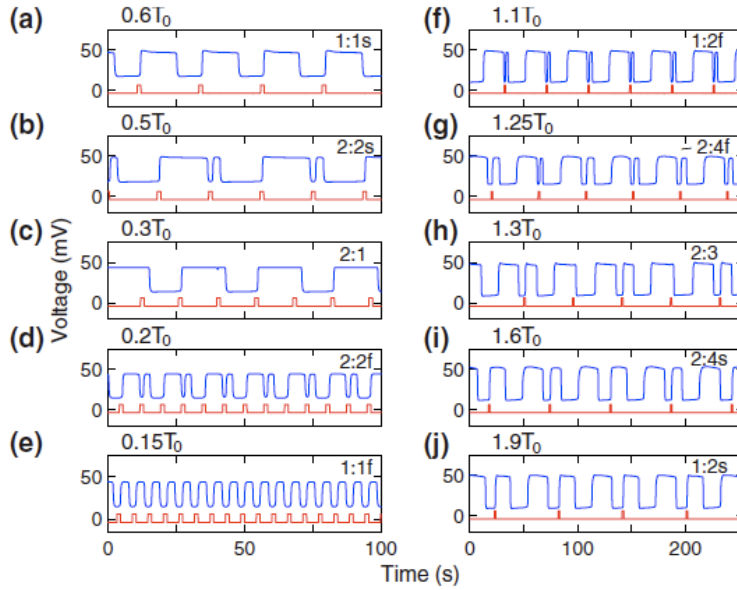 (a) 0.6T₀
1:1s
50
0
(b) 0.5T₀
2:2s
50
0
(c) 0.3T₀
2:1
50
0
(d) 0.2T₀
2:2f
50
0
(e) 0.15T₀
1:1f
50
0
0 50 100
Voltage (mV)
(f) 1.1T₀
1:2f
50
0
(g) 1.25T₀
~ 2:4f
50
0
(h) 1.3T₀
2:3
50
0
(i) 1.6T₀
2:4s
50
0
(j) 1.9T₀
1:2s
50
0
0 100 200
Time (s)